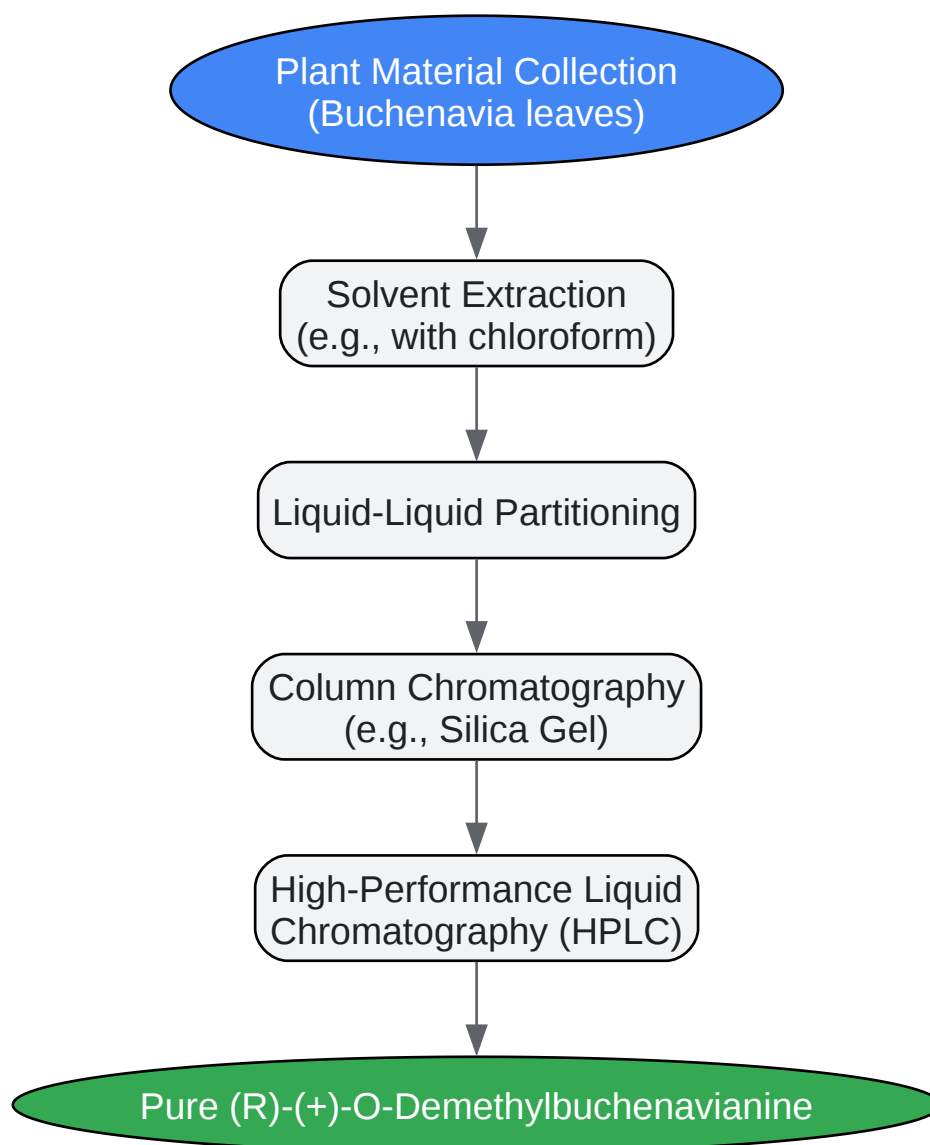 Plant Material Collection
(Buchenavia leaves)
Solvent Extraction
(e.g., with chloroform)
Liquid-Liquid Partitioning
Column Chromatography
(e.g., Silica Gel)
High-Performance Liquid
Chromatography (HPLC)
Pure (R)-(+)-O-Demethylbuchenavianine